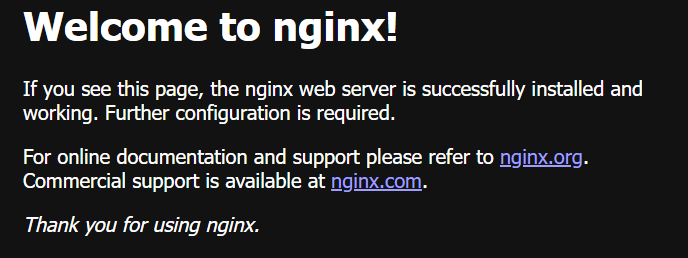 Welcome to nginx!
If you see this page, the nginx web server is successfully installed and
working. Further configuration is required.
For online documentation and support please refer to nginx.org.
Commercial support is available at nginx.com.
Thank you for using nginx.